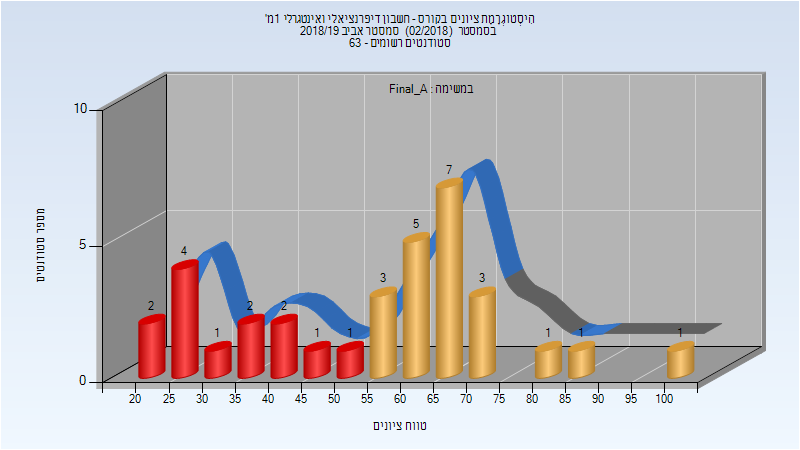 היסטוגרמת ציונים בקורס - חשבון דיפרנציאלי ואינטגרלי 1מ'
בסמסטר (02/2018) סמסטר אביב 2018/19
סטודנטים רשומים - 63
במשימה : Final_A
מספר סטודנטים
10
5
0
2
4
1
2
2
1
1
3
5
7
3
1
1
1
20 25 30 35 40 45 50 55 60 65 70 75 80 85 90 95 100
טווח ציונים